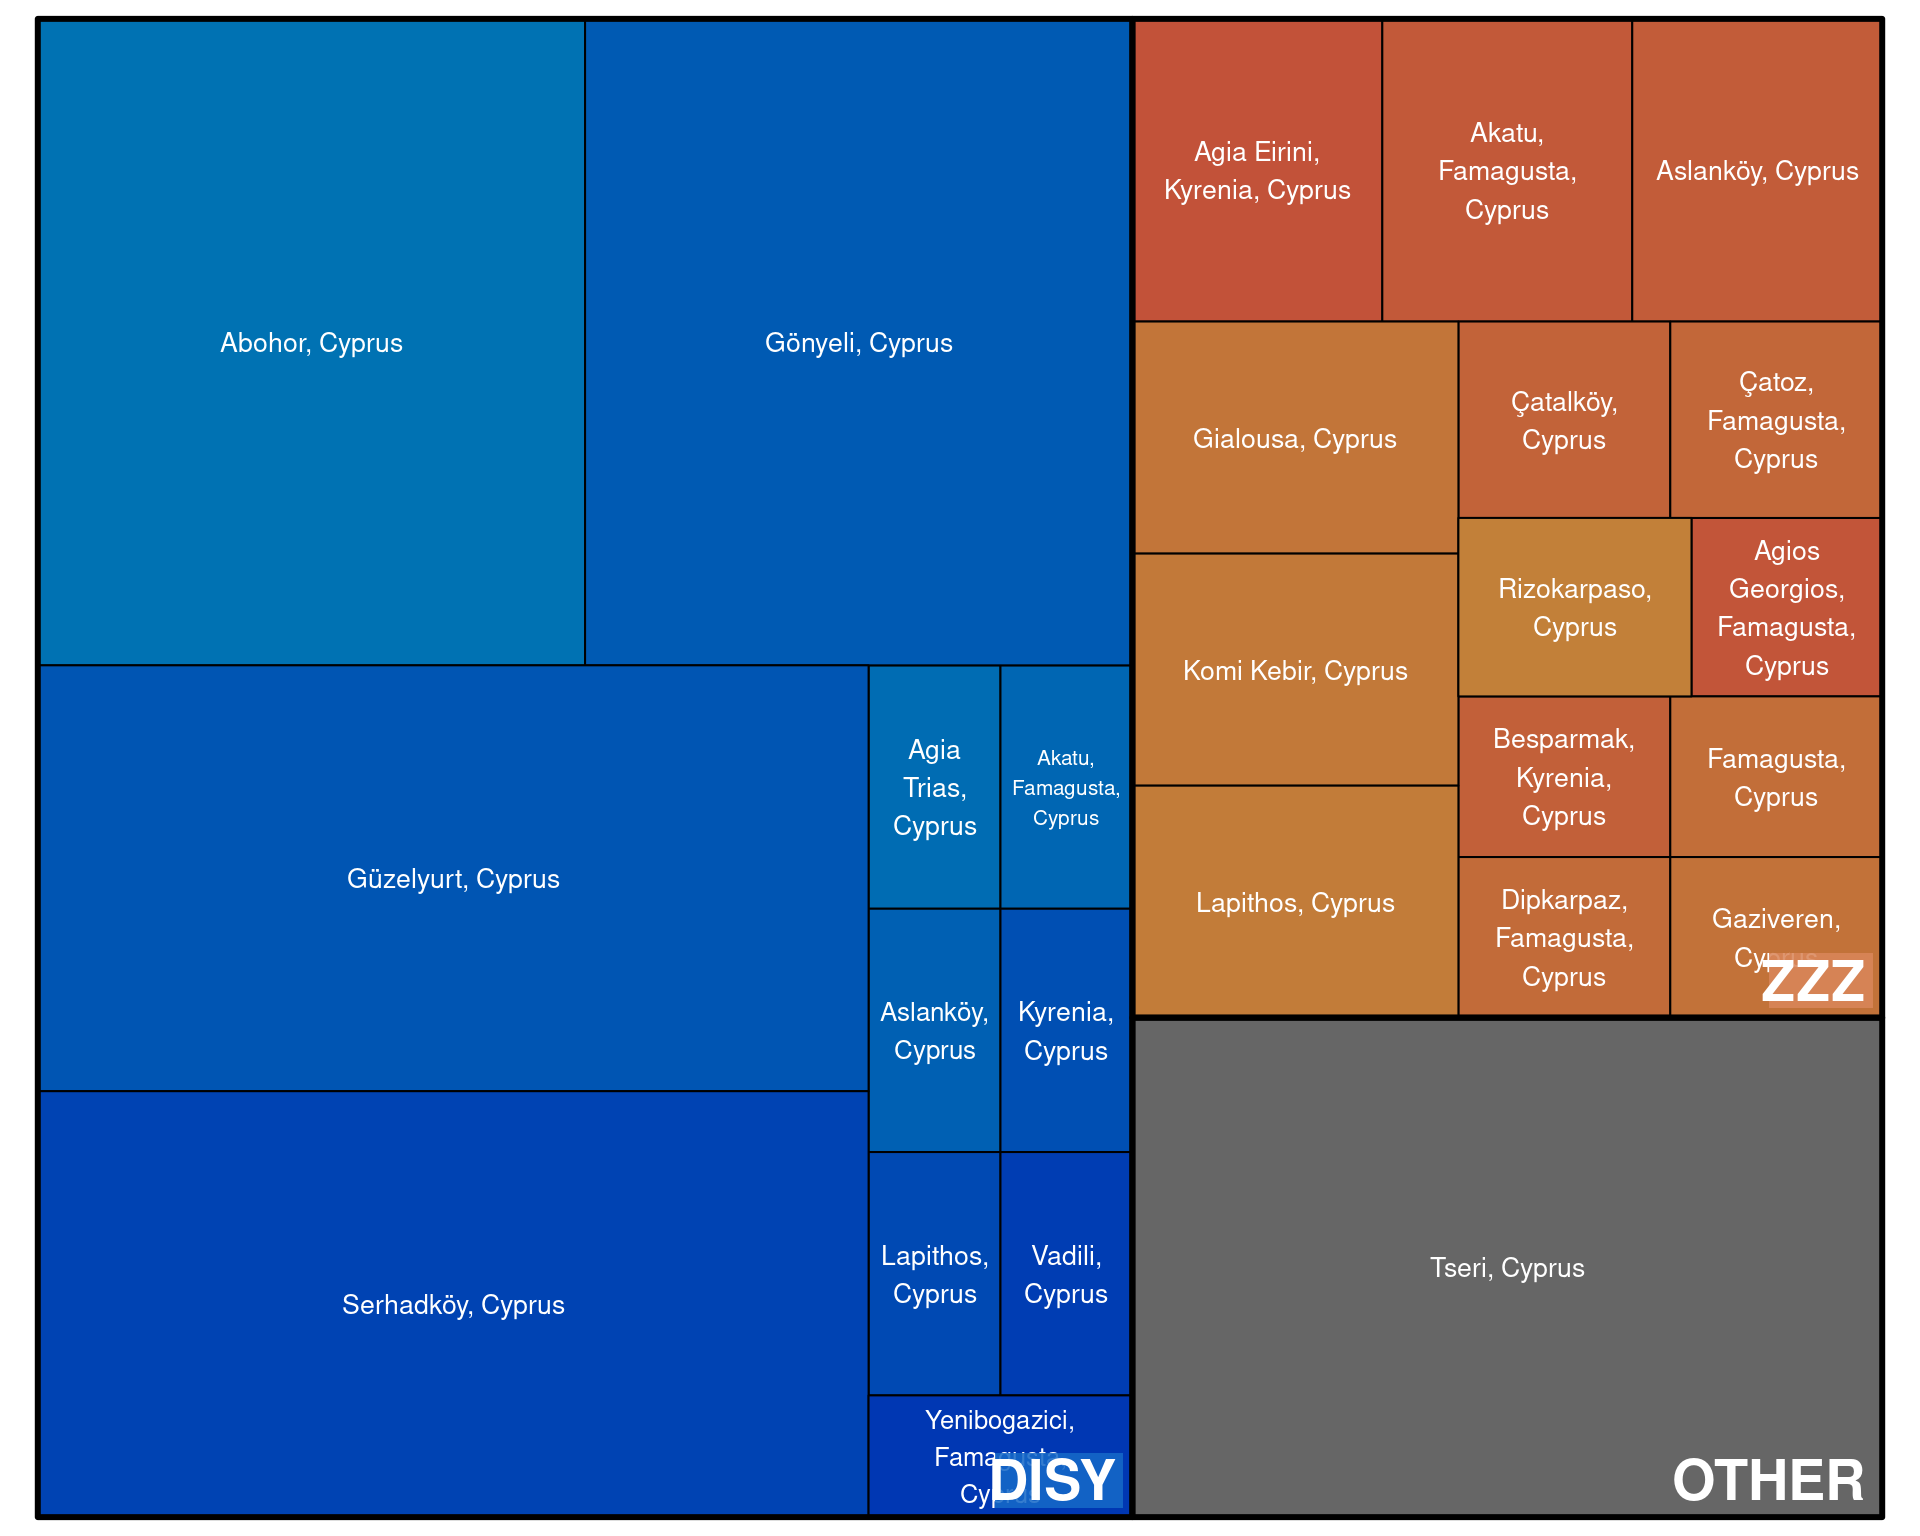 Abohor, Cyprus
Gönyeli, Cyprus
Güzelyurt, Cyprus
Serhadköy, Cyprus
Agia
Trias,
Cyprus
Akatu,
Famagusta,
Cyprus
Aslanköy,
Cyprus
Kyrenia,
Cyprus
Lapithos,
Cyprus
Vadili,
Cyprus
Yenibogazici,
Famagusta,
Cyprus
DISY
Agia Eirini,
Kyrenia, Cyprus
Akatu,
Famagusta,
Cyprus
Aslanköy, Cyprus
Gialousa, Cyprus
Komi Kebir, Cyprus
Lapithos, Cyprus
Çatalköy,
Cyprus
Çatoz,
Famagusta,
Cyprus
Rizokarpaso,
Cyprus
Agios
Georgios,
Famagusta,
Cyprus
Besparmak,
Kyrenia,
Cyprus
Famagusta,
Cyprus
Dipkarpaz,
Famagusta,
Cyprus
Gaziveren,
Cyprus
ZZZ
Tseri, Cyprus
OTHER